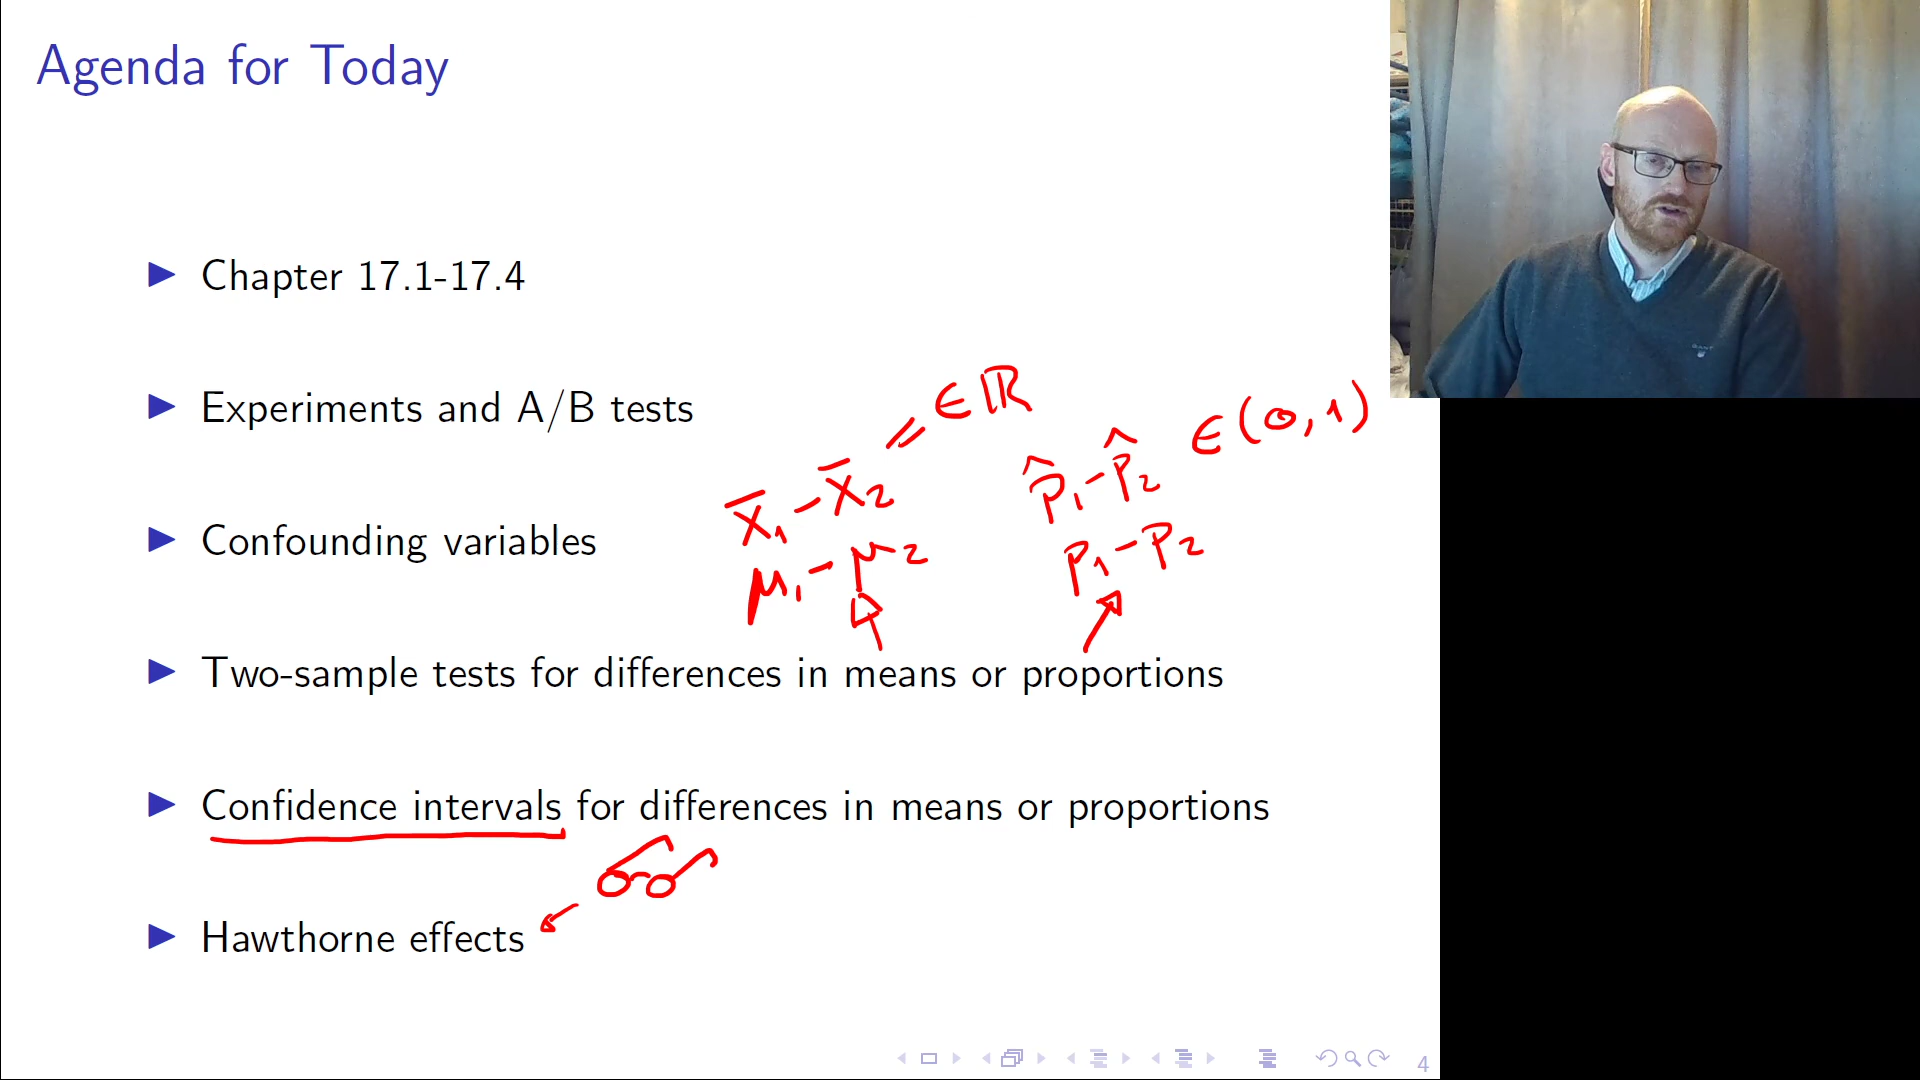 Agenda for Today
Chapter 17.1-17.4
Experiments and A/B tests
∈ ℝ
∈ (0,1)
X̄₁ - X̄₂
p̂₁ - p̂₂
Confounding variables
μ₁ - μ₂
p₁ - p₂
Two-sample tests for differences in means or proportions
Confidence intervals for differences in means or proportions
Hawthorne effects
4